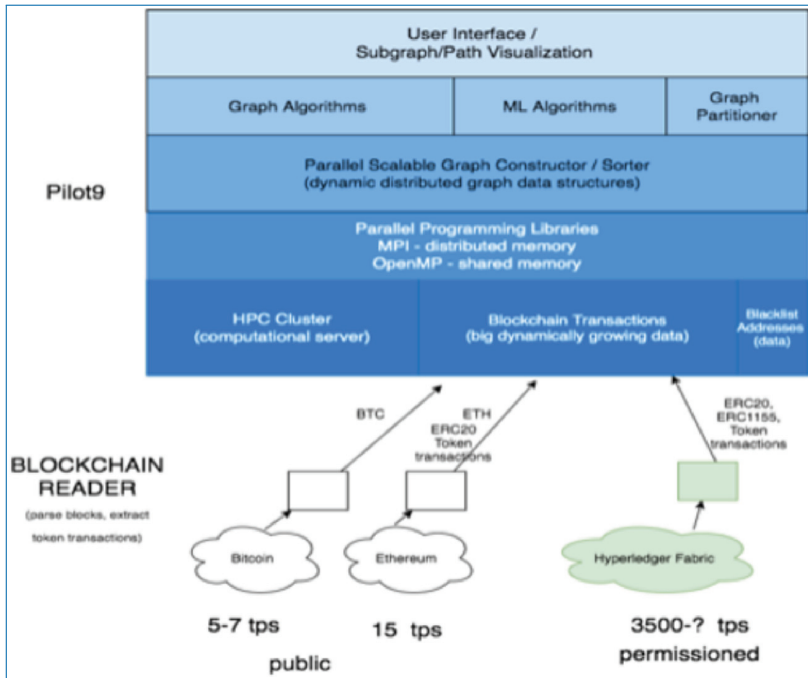 User Interface /
Subgraph/Path Visualization
Graph Algorithms
ML Algorithms
Graph
Partitioner
Parallel Scalable Graph Constructor / Sorter
(dynamic distributed graph data structures)
Pilot9
Parallel Programming Libraries
MPI - distributed memory
OpenMP - shared memory
HPC Cluster
(computational server)
Blockchain Transactions
(big dynamically growing data)
Blacklist
Addresses
(data)
BTC
ETH
ERC20
Token
transactions
ERC20,
ERC1155,
Token
transactions
BLOCKCHAIN
READER
(parse blocks, extract
token transactions)
Bitcoin
Ethereum
Hyperledger Fabric
5-7 tps
15 tps
3500-? tps
public
permissioned